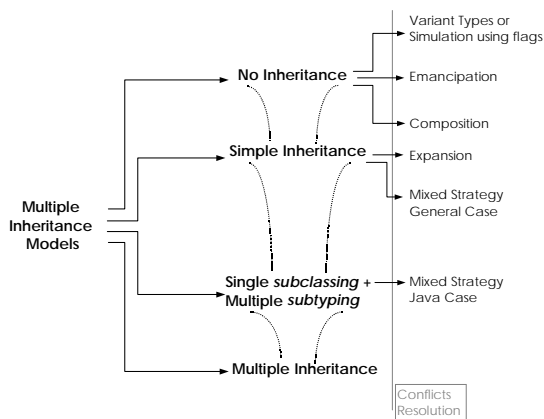 Variant Types or
Simulation using flags
No Inheritance
Emancipation
Composition
Simple Inheritance
Expansion
Mixed Strategy
General Case
Multiple
Inheritance
Models
Single subclassing +
Multiple subtyping
Mixed Strategy
Java Case
Multiple Inheritance
Conflicts
Resolution